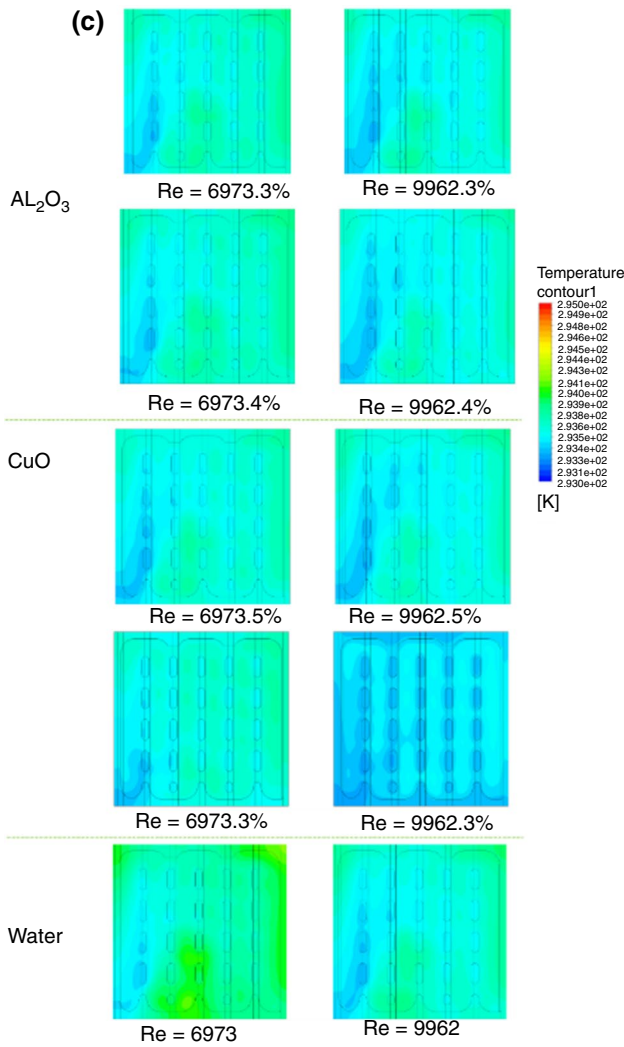 (c)
Re = 6973.3%
Re = 9962.3%
AL₂O₃
Re = 6973.4%
Re = 9962.4%
Temperature
contour1
2.950e+02
2.949e+02
2.948e+02
2.946e+02
2.945e+02
2.944e+02
2.943e+02
2.941e+02
2.940e+02
2.939e+02
2.938e+02
2.936e+02
2.935e+02
2.934e+02
2.933e+02
2.931e+02
2.930e+02
[K]
CuO
Re = 6973.5%
Re = 9962.5%
Re = 6973.3%
Re = 9962.3%
Water
Re = 6973
Re = 9962